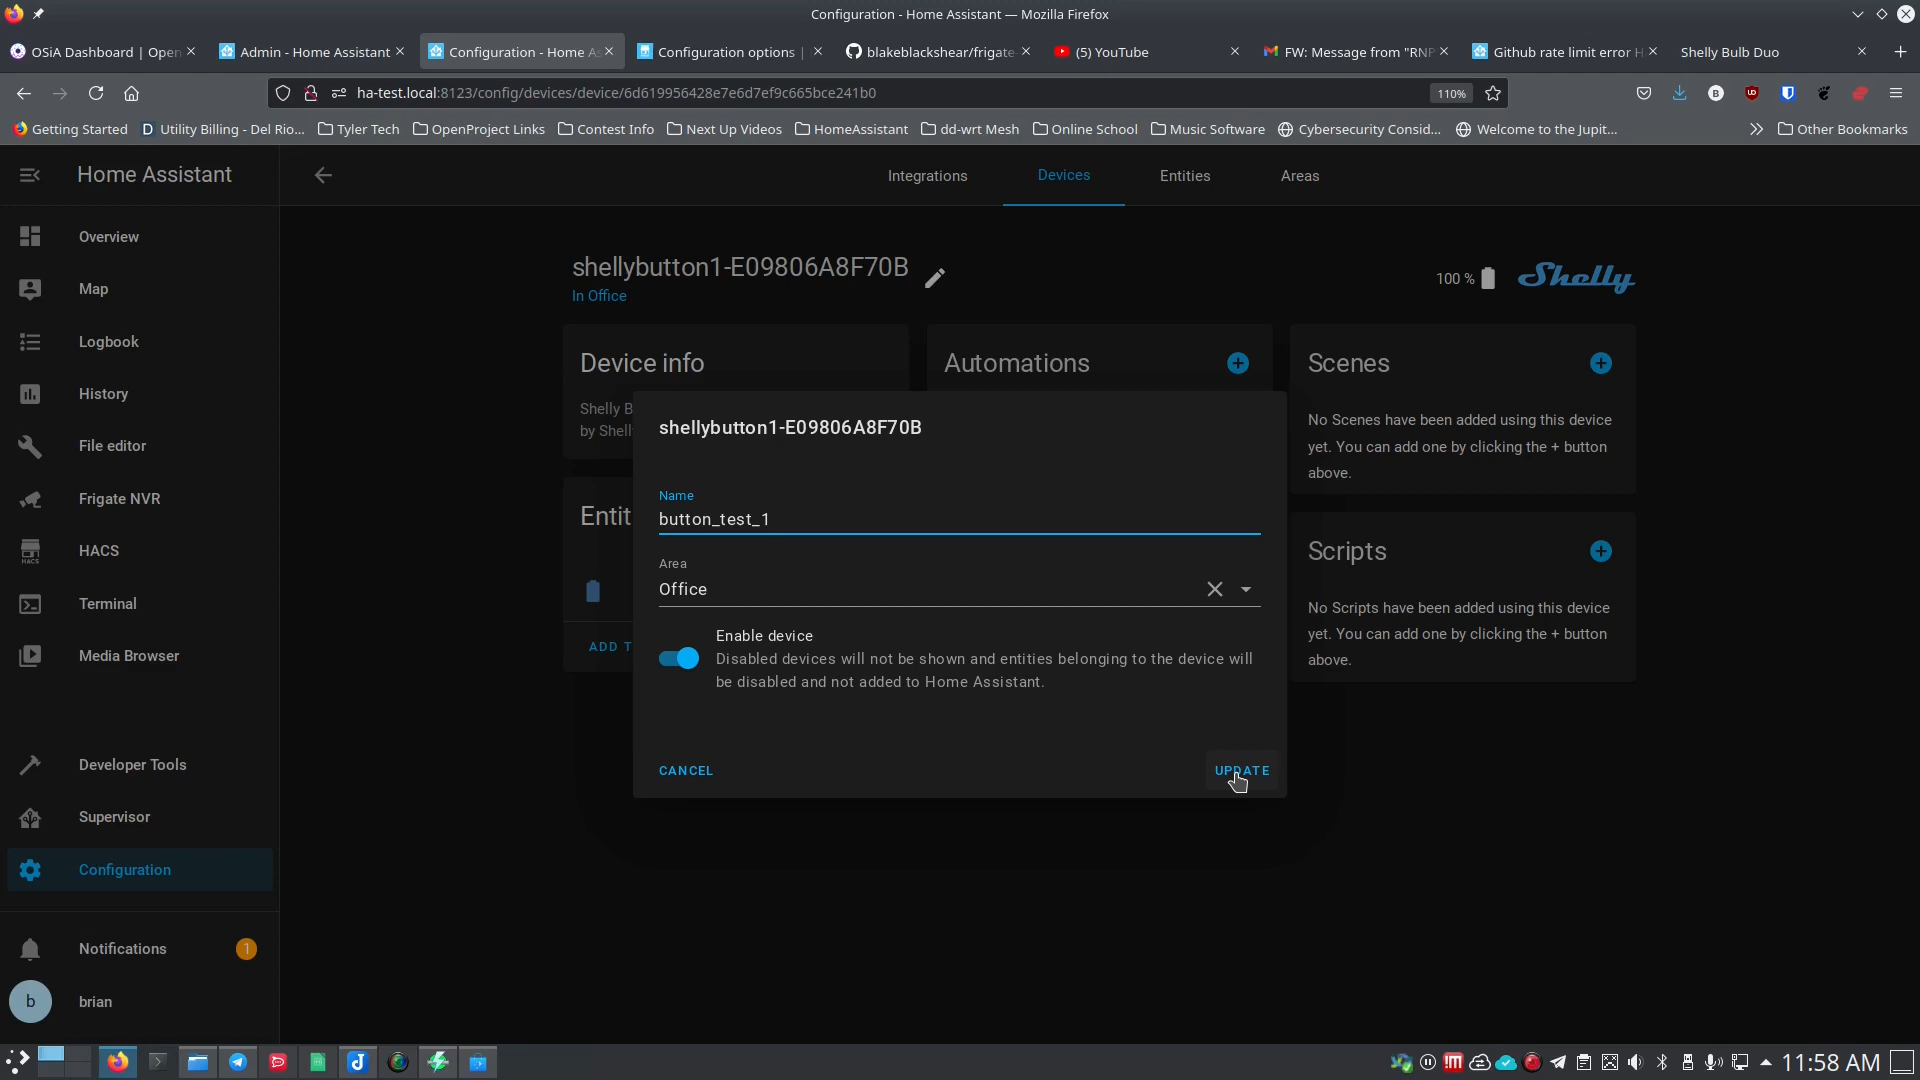 Configuration - Home Assistant — Mozilla Firefox
OSiA Dashboard | Open
Admin - Home Assistant
Configuration - Home As
Configuration options |
blakeblackshear/frigate-
(5) YouTube
FW: Message from "RNP
Github rate limit error H
Shelly Bulb Duo
ha-test.local:8123/config/devices/device/6d619956428e7e6d7ef9c665bce241b0
110%
Getting Started
Utility Billing - Del Rio...
Tyler Tech
OpenProject Links
Contest Info
Next Up Videos
HomeAssistant
dd-wrt Mesh
Online School
Music Software
Cybersecurity Consid...
Welcome to the Jupit...
Other Bookmarks
Home Assistant
Integrations
Devices
Entities
Areas
Overview
Map
Logbook
History
File editor
Frigate NVR
HACS
Terminal
Media Browser
Developer Tools
Supervisor
Configuration
Notifications
1
b
brian
shellybutton1-E09806A8F70B
In Office
100 %
Shelly
Device info
Shelly B
by Shell
Entit
ADD T
Automations
Scenes
No Scenes have been added using this device
yet. You can add one by clicking the + button
above.
Scripts
No Scripts have been added using this device
yet. You can add one by clicking the + button
above.
shellybutton1-E09806A8F70B
Name
button_test_1
Area
Office
Enable device
Disabled devices will not be shown and entities belonging to the device will
be disabled and not added to Home Assistant.
CANCEL
UPDATE
11:58 AM